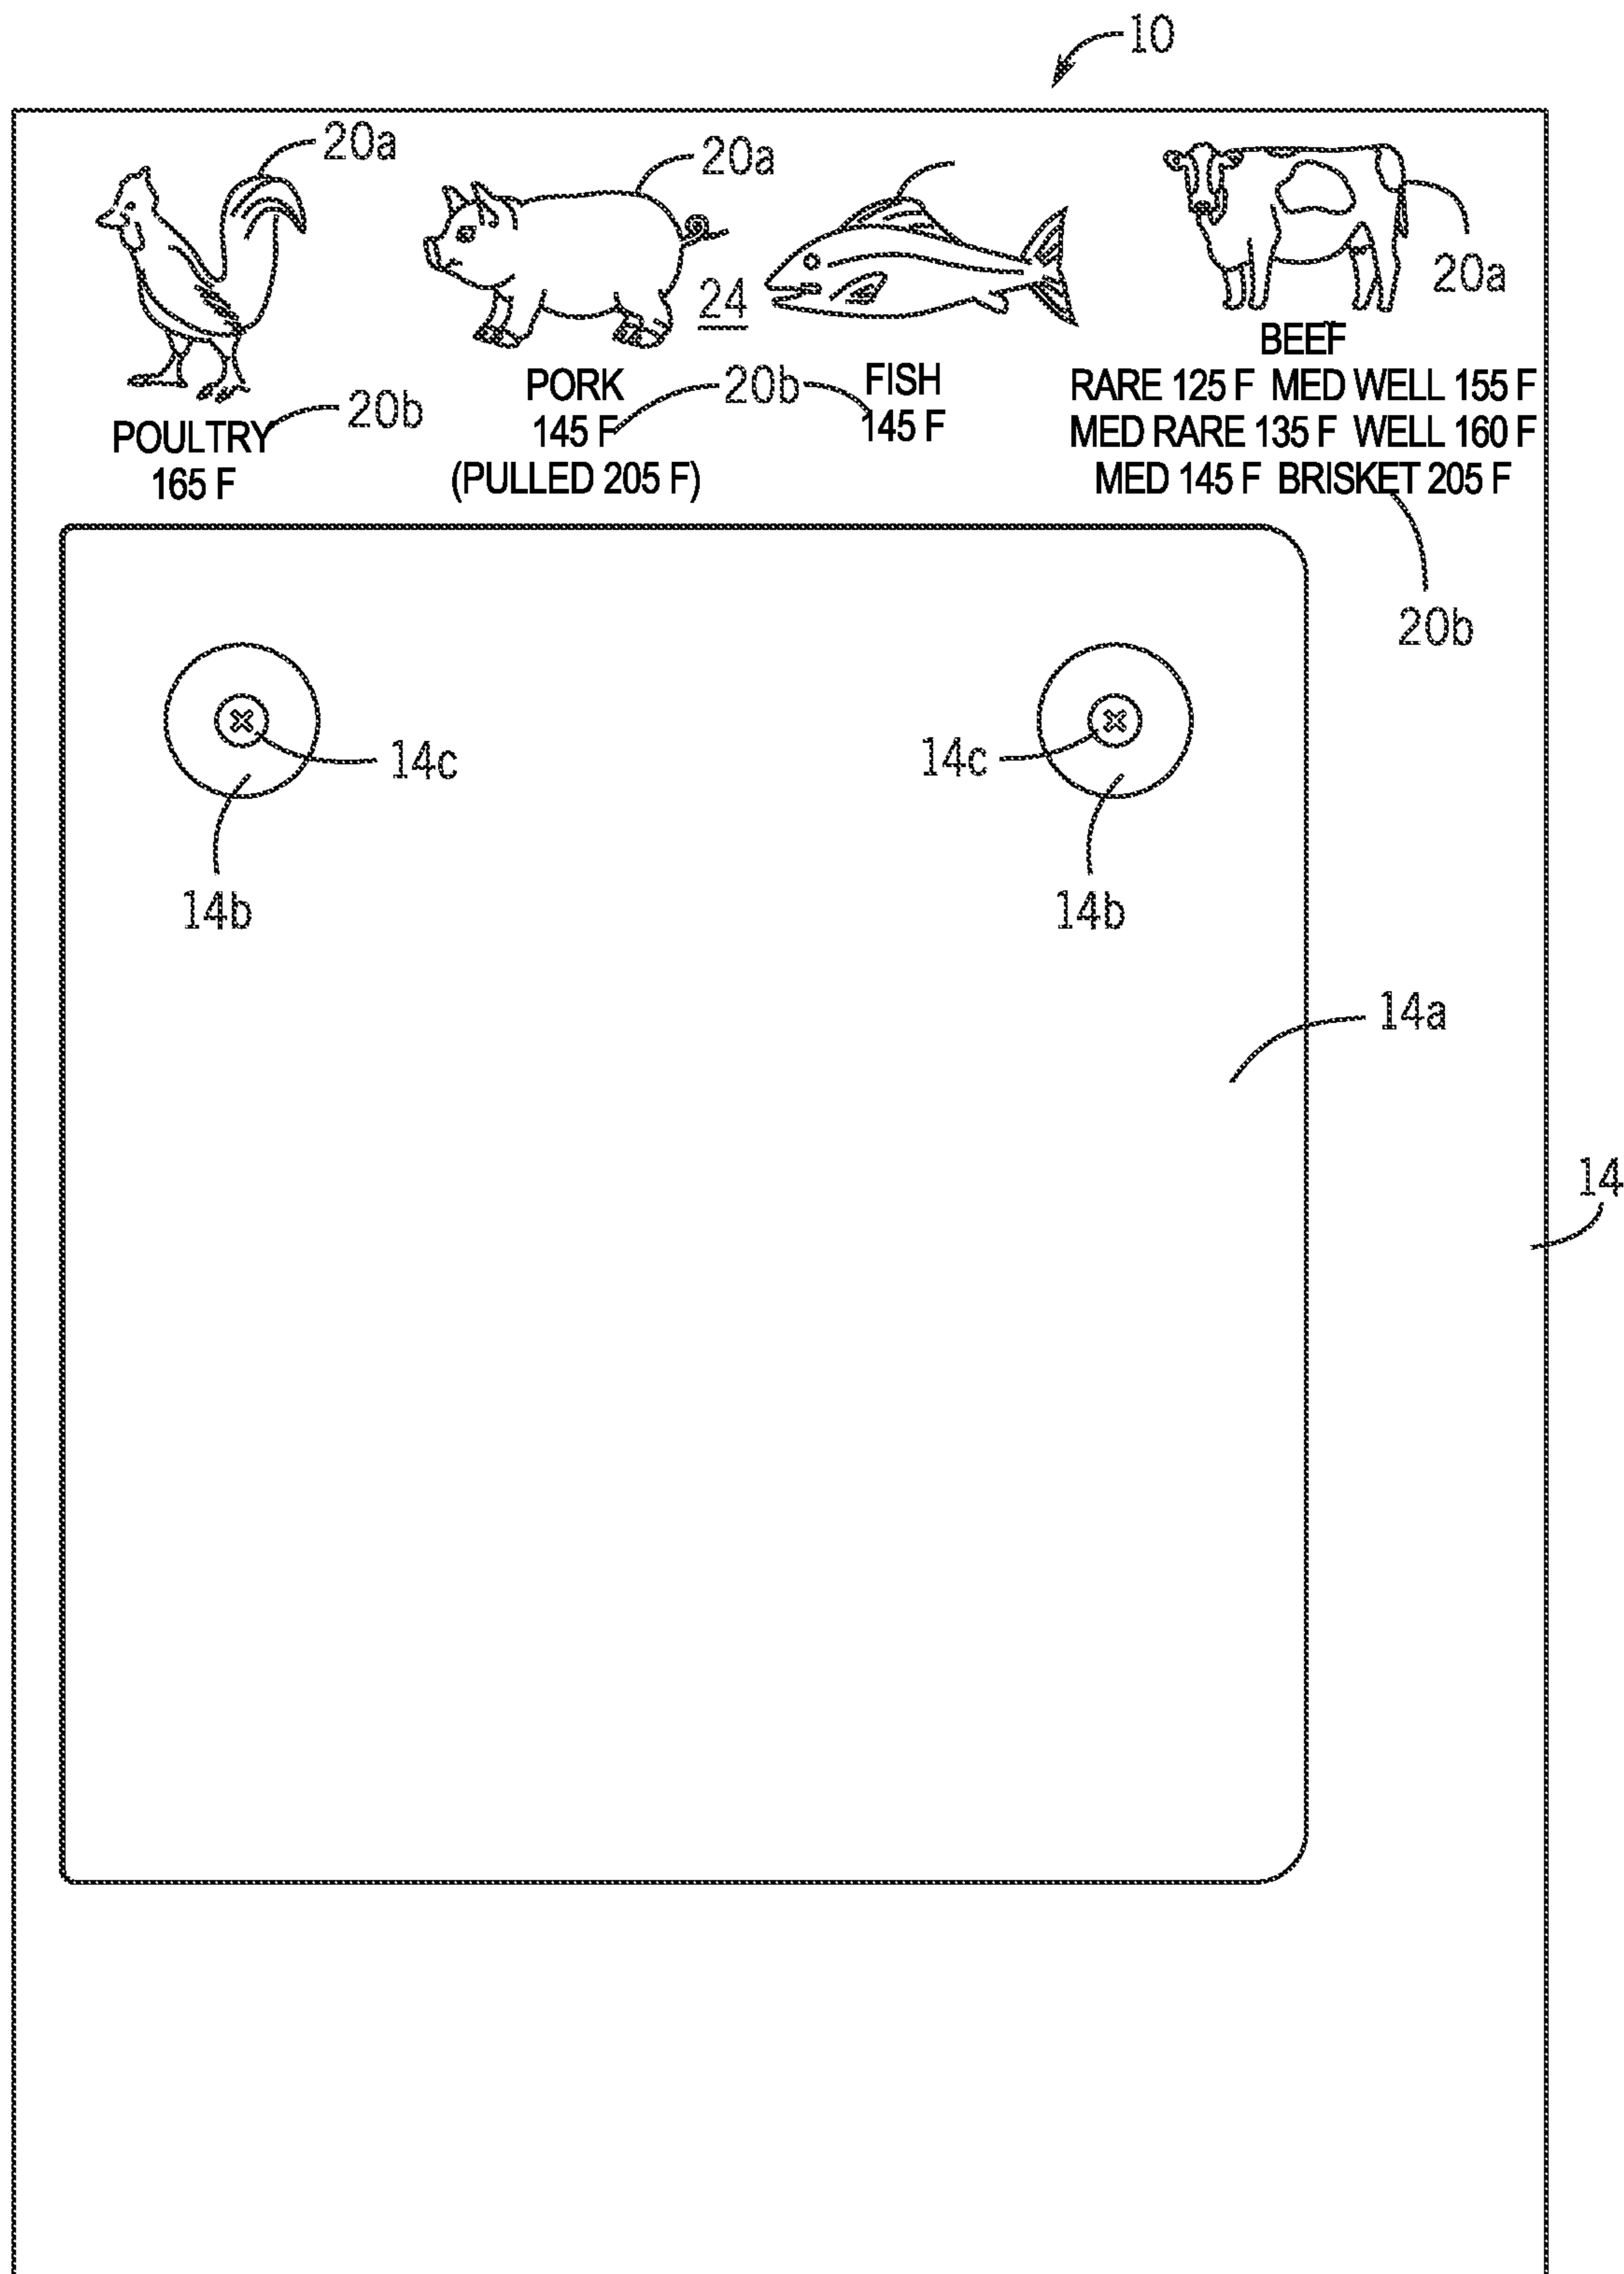 10
20a
20a
20a
24
POULTRY
165 F
20b
PORK
145 F
(PULLED 205 F)
20b
FISH
145 F
BEEF
RARE 125 F MED WELL 155 F
MED RARE 135 F WELL 160 F
MED 145 F BRISKET 205 F
20b
14c
14c
14b
14b
14a
14